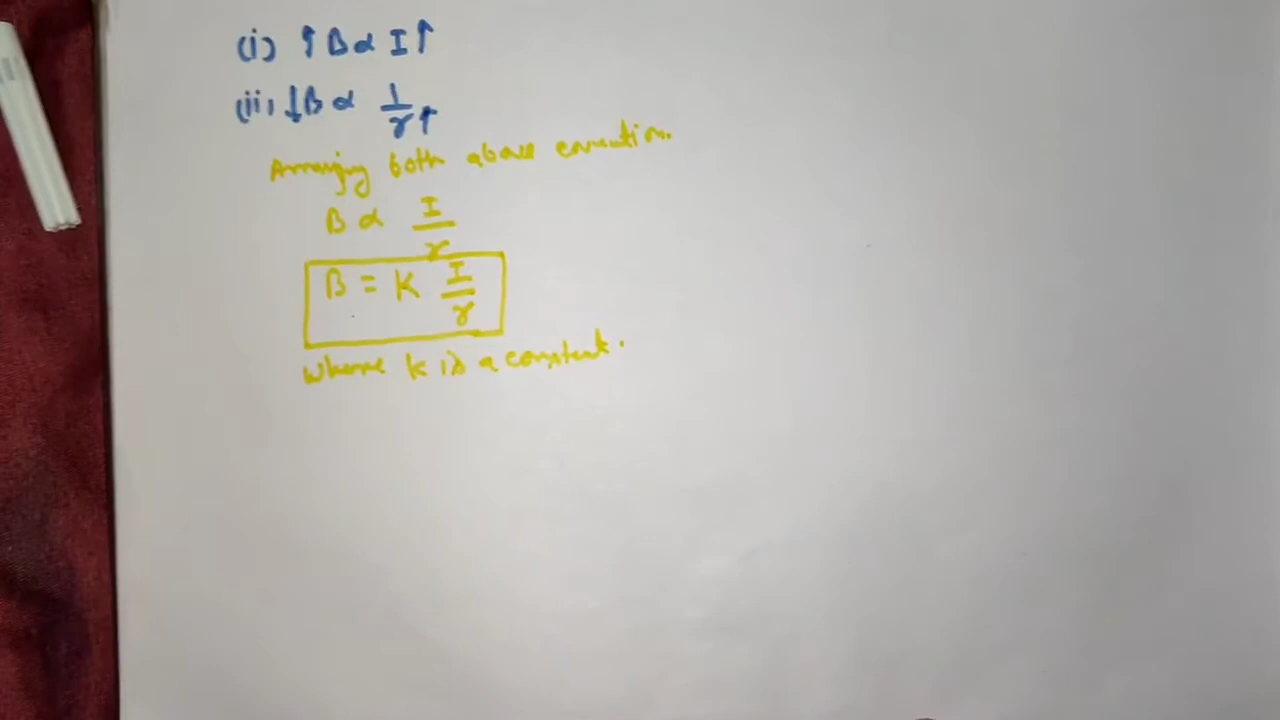 (i) ↑ B ∝ I ↑
(ii) ↓ B ∝ 1/r ↑
Arranging both above equation.
B ∝ I/r
B = K I/r
where k is a constant.